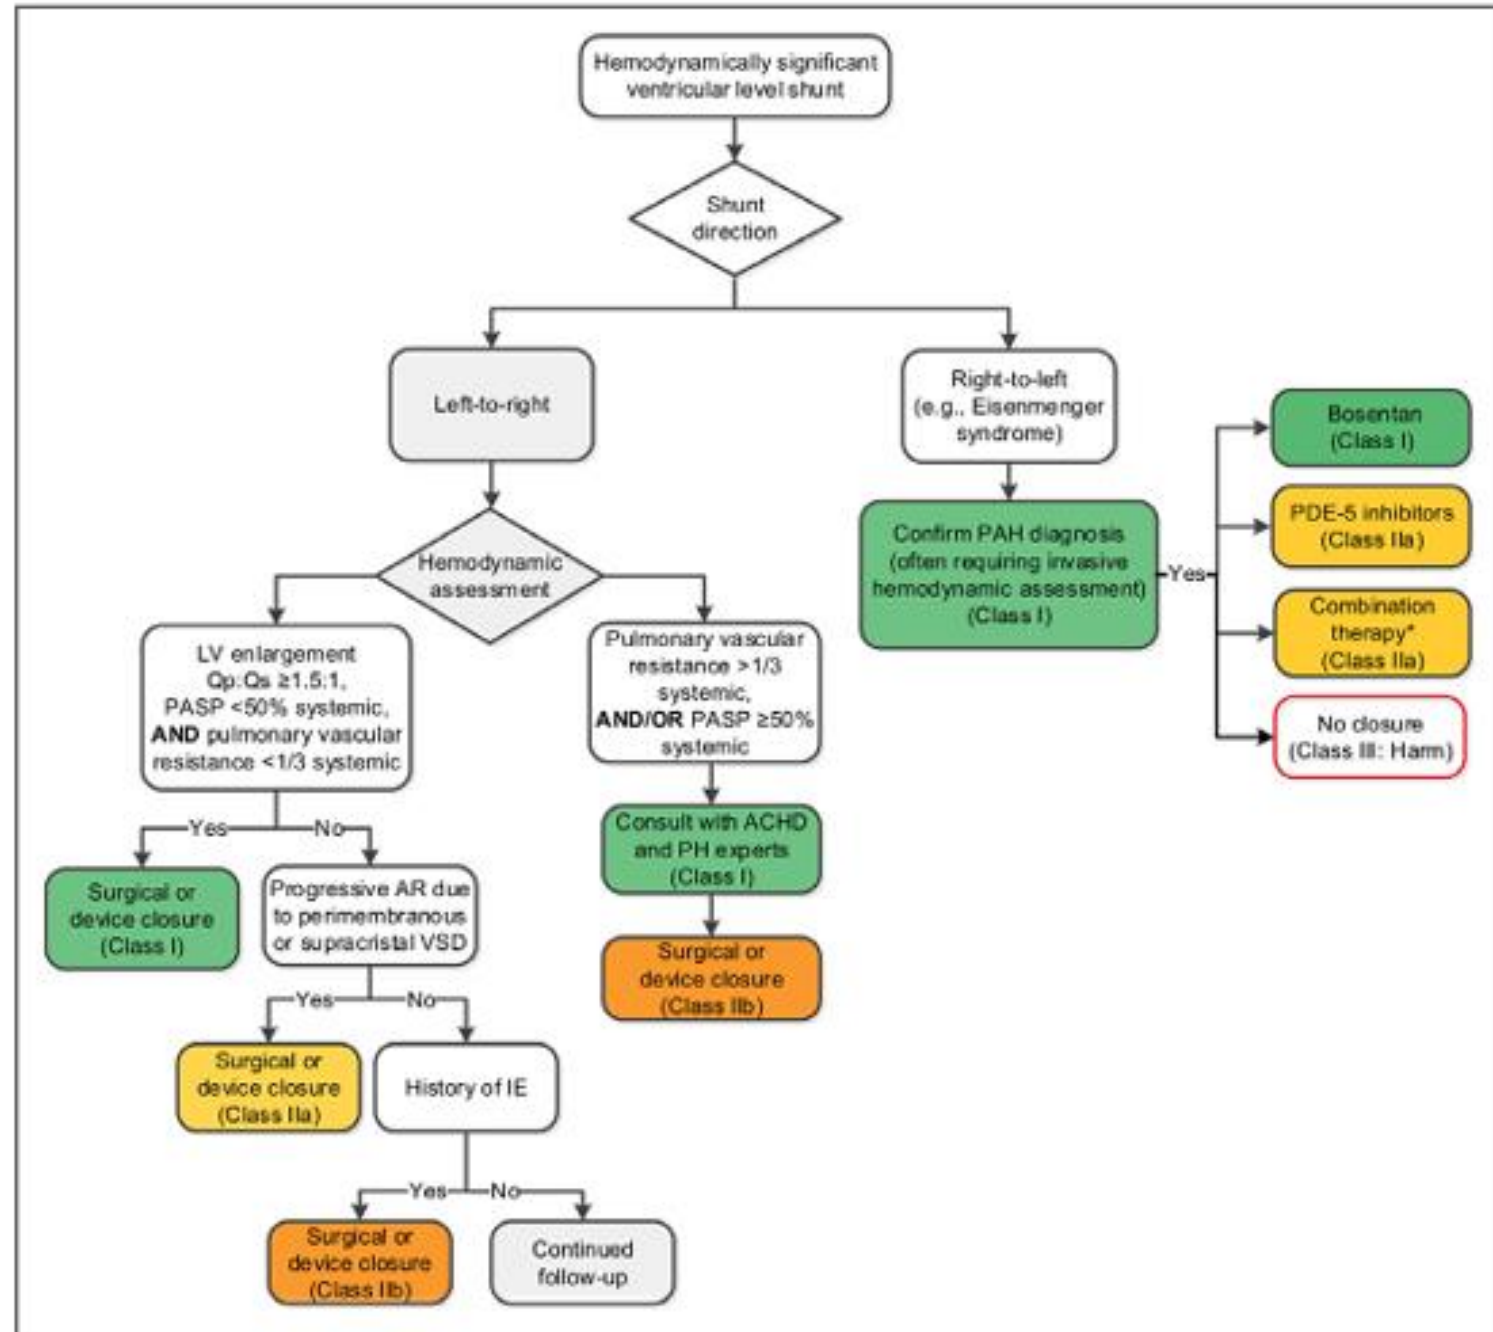 Hemodynamically significant
ventricular level shunt
Shunt
direction
Left-to-right
Right-to-left
(e.g., Eisenmenger
syndrome)
Bosentan
(Class I)
PDE-5 inhibitors
(Class IIa)
Confirm PAH diagnosis
(often requiring invasive
hemodynamic assessment)
(Class I)
Yes
Combination
therapy*
(Class IIa)
No closure
(Class III: Harm)
Hemodynamic
assessment
LV enlargement
Qp:Qs ≥1.5:1,
PASP <50% systemic,
AND pulmonary vascular
resistance <1/3 systemic
Pulmonary vascular
resistance >1/3
systemic,
AND/OR PASP ≥50%
systemic
Yes
No
Consult with ACHD
and PH experts
(Class I)
Surgical or
device closure
(Class I)
Progressive AR due
to perimembranous
or supracristal VSD
Surgical or
device closure
(Class IIb)
Yes
No
Surgical or
device closure
(Class IIa)
History of IE
Yes
No
Surgical or
device closure
(Class IIb)
Continued
follow-up